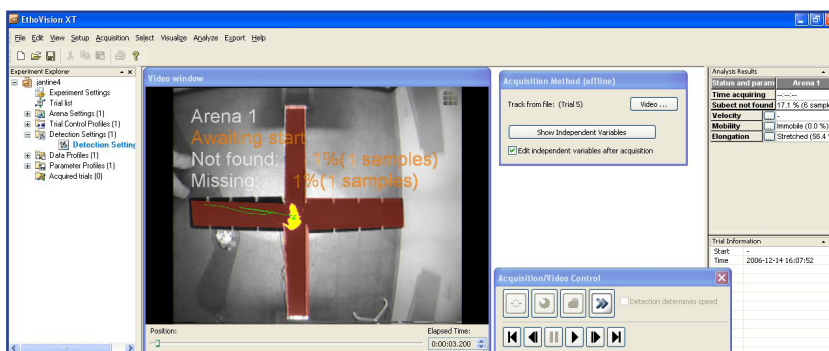 EthoVision XT
File Edit View Setup Acquisition Select Visualize Analyze Export Help
Experiment Explorer
jantine4
Experiment Settings
Trial list
Arena Settings (1)
Trial Control Profiles (1)
Detection Settings (1)
Detection Setting
Data Profiles (1)
Parameter Profiles (1)
Acquired trials (0)
Video window
Arena 1
Awaiting start
Not found: 1%(1 samples)
Missing: 1%(1 samples)
Position:
Elapsed Time:
0:00:03.200
Acquisition Method (offline)
Track from file: (Trial 5)
Video ...
Show Independent Variables
Edit independent variables after acquisition
Acquisition/Video Control
Detection determines speed
Analysis Results
Status and param Arena 1
Time acquiring --:--:--
Subect not found 17.1 % (6 sampl
Velocity ... -
Mobility ... Immobile (0.0 %)
Elongation ... Stretched (56.4
Trial Information
Start -
Time 2006-12-14 16:07:52